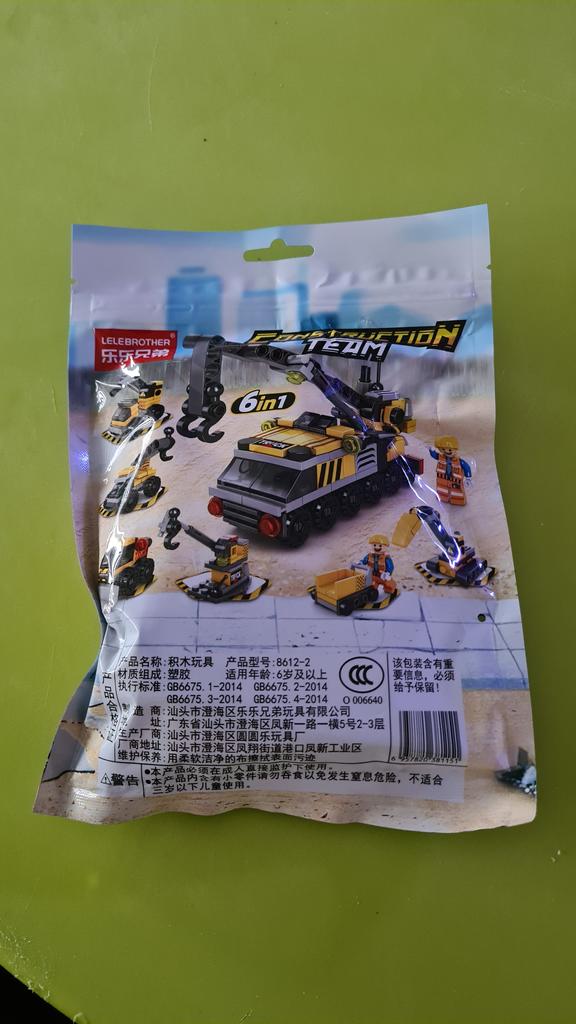 LELEBROTHER®
乐乐兄弟
CONSTRUCTION
TEAM
6in1
TRUCK
产品合格证
产品名称:积木玩具 产品型号:8612-2
材质组成:塑胶 适用年龄:6岁及以上
执行标准:GB6675.1-2014 GB6675.2-2014
GB6675.3-2014 GB6675.4-2014
制造商:汕头市澄海区乐乐兄弟玩具有限公司
址:广东省汕头市澄海区凤新一路一横5号2-3层
生产厂商:汕头市澄海区圆圆乐玩具厂
厂商地址:汕头市澄海区凤翔街道港口凤新工业区
维护保养:用柔软洁净的布擦拭表面污迹
CCC
O 006640
该包装含有重
要信息,必须
给予保留!
6 957820 381151
⚠警告
•本产品必须在成人直接监护下使用。
•本产品内含有小零件请勿吞食以免发生窒息危险,不适合
三岁以下儿童使用。